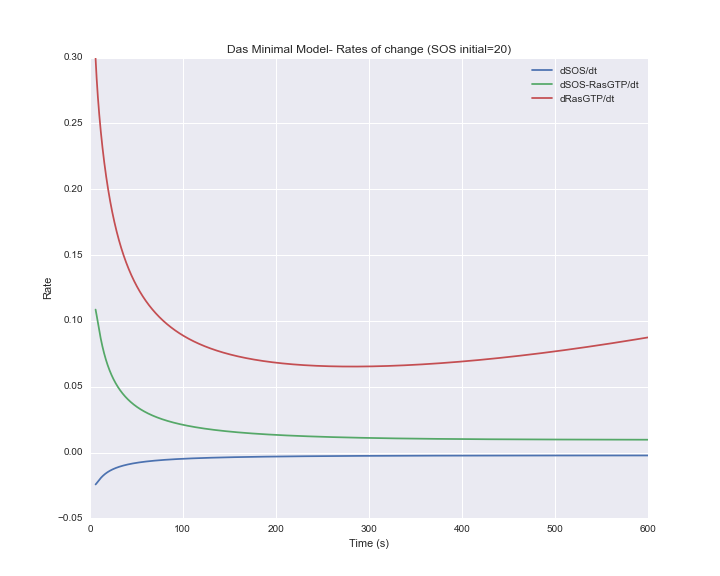 Das Minimal Model- Rates of change (SOS initial=20)
dSOS/dt
dSOS-RasGTP/dt
dRasGTP/dt
Rate
0.30
0.25
0.20
0.15
0.10
0.05
0.00
−0.05
0 100 200 300 400 500 600
Time (s)